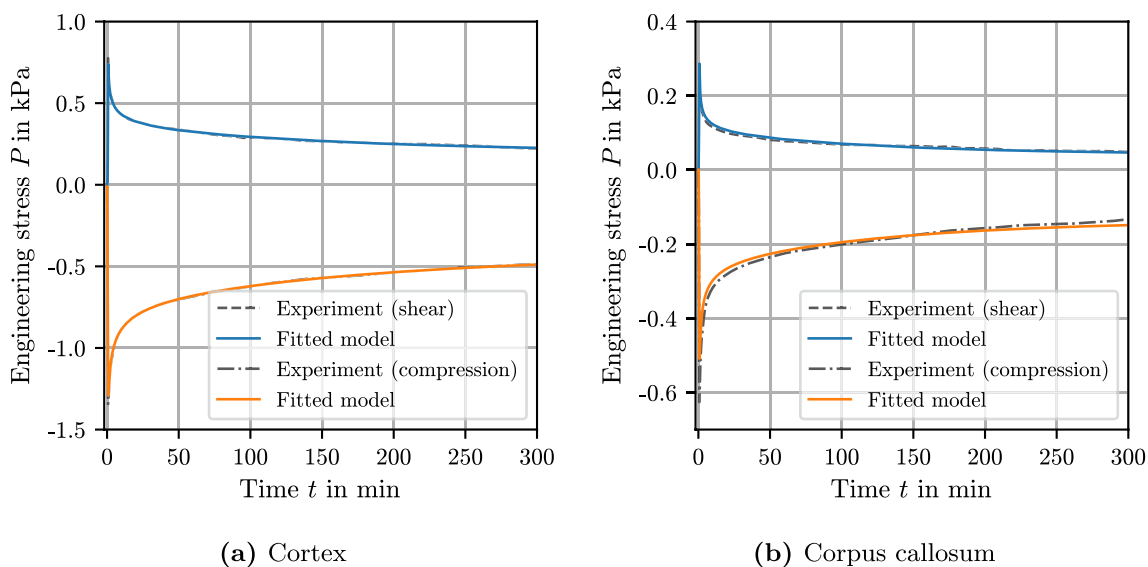 1.0
0.5
0.0
-0.5
-1.0
-1.5
Engineering stress P in kPa
0 50 100 150 200 250 300
Time t in min
Experiment (shear)
Fitted model
Experiment (compression)
Fitted model
(a) Cortex
0.4
0.2
0.0
-0.2
-0.4
-0.6
Engineering stress P in kPa
0 50 100 150 200 250 300
Time t in min
Experiment (shear)
Fitted model
Experiment (compression)
Fitted model
(b) Corpus callosum